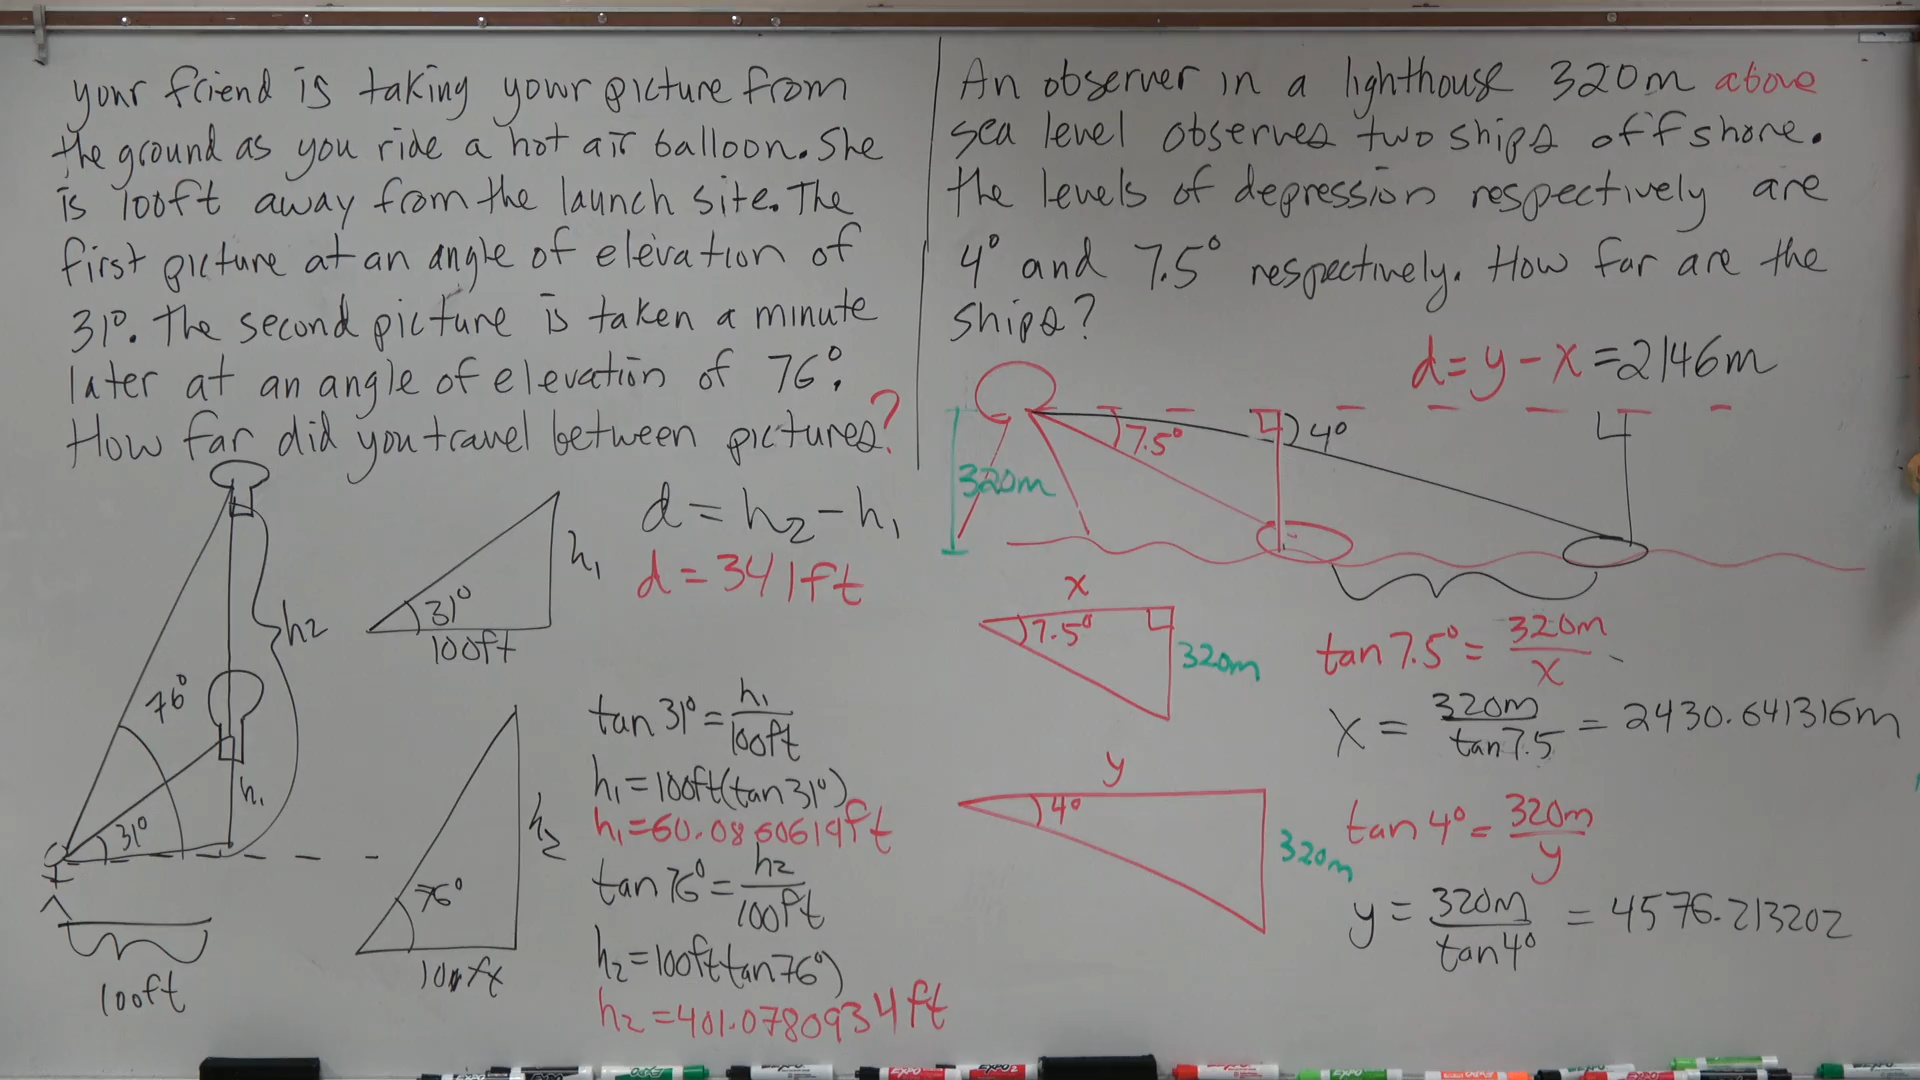 your friend is taking your picture from
the ground as you ride a hot air balloon. She
is 100ft away from the launch site. The
first picture at an angle of elevation of
31°. The second picture is taken a minute
later at an angle of elevation of 76°.
How far did you travel between pictures?
d = h2 - h1
d = 341ft
h1
31°
100ft
h2
76°
h1
31°
100ft
h2
76°
100ft
tan 31° = h1/100ft
h1 = 100ft(tan 31°)
h1 = 60.0860619ft
tan 76° = h2/100ft
h2 = 100ft tan 76°)
h2 = 401.0780934ft
An observer in a lighthouse 320m above
sea level observes two ships offshore.
the levels of depression respectively are
4° and 7.5° respectively. How far are the
ships?
d = y - x = 2146m
7.5°
4°
320m
x
7.5°
320m
tan 7.5° = 320m/x
x = 320m/tan 7.5 = 2430.641316m
y
4°
320m
tan 4° = 320m/y
y = 320m/tan 4° = 4576.213202
EXPO
EXPO
EXPO2
EXPO
EXPO